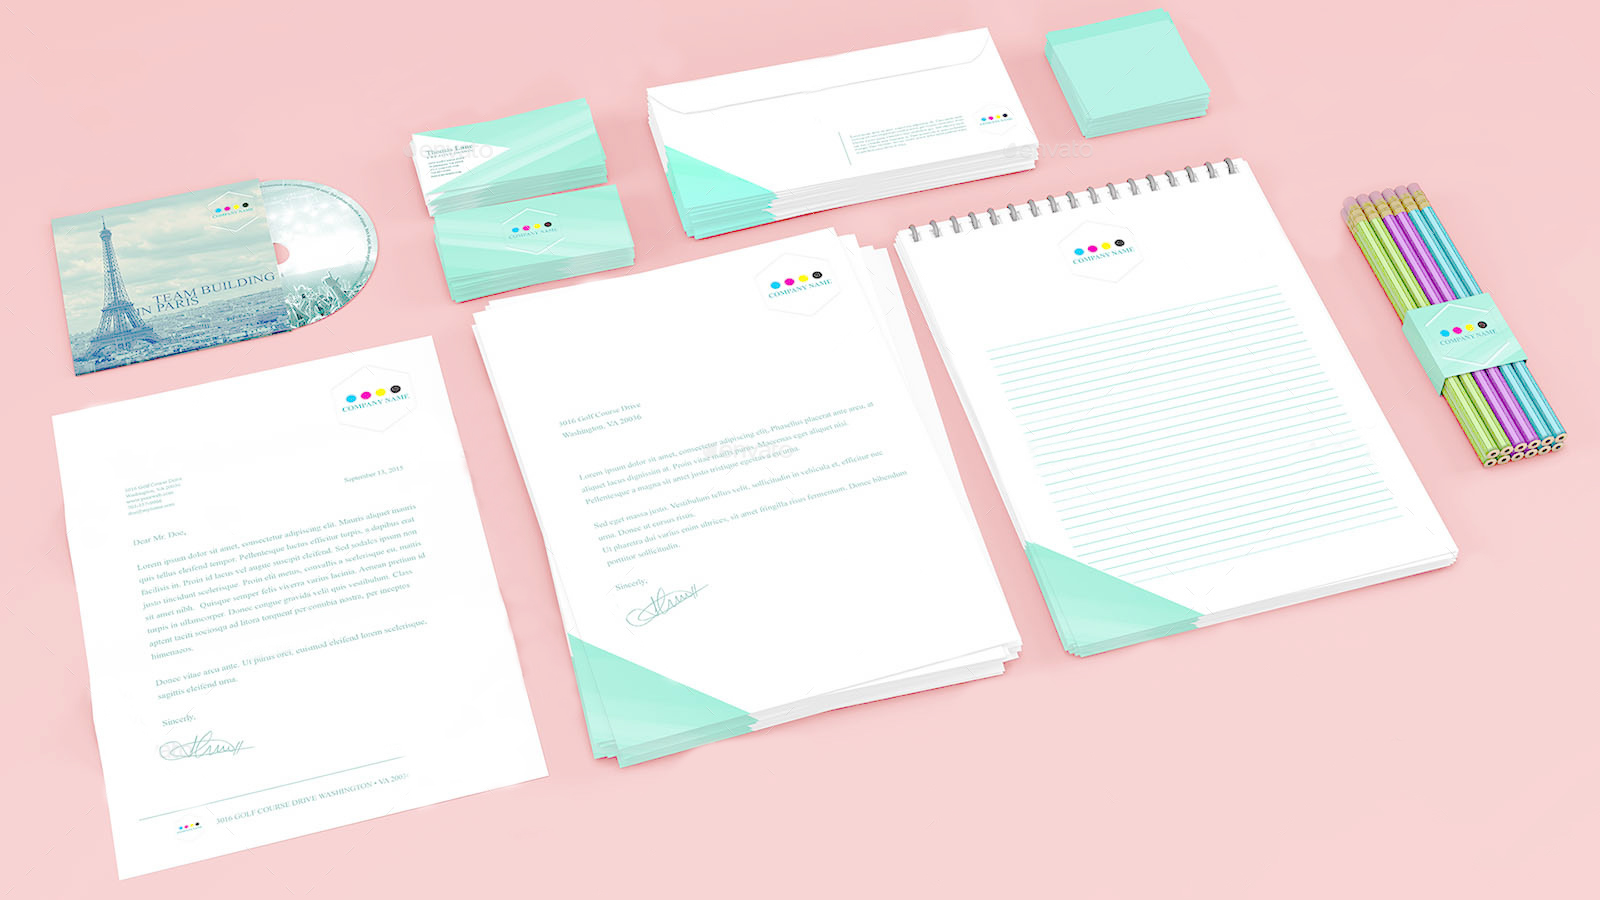 COMPANY NAME
TEAM BUILDING
IN PARIS
Thomas Lane
COMPANY NAME
COMPANY NAME
envato
envato
COMPANY NAME
September 13, 2015
3016 Golf Course Drive
Washington, VA 20036
Dear Mr. Doe,
Lorem ipsum dolor sit amet, consectetur adipiscing elit. Mauris aliquet mauris
quis tellus eleifend tempor. Pellentesque luctus efficitur turpis, a dapibus erat
facilisis in. Proin id lacus vel augue suscipit eleifend. Sed sodales ipsum non
justo tincidunt scelerisque. Proin elit metus, convallis a scelerisque eu, mattis
sit amet nibh. Quisque semper felis viverra varius lacinia. Aenean pretium id
turpis in ullamcorper. Donec congue gravida velit quis vestibulum. Class
aptent taciti sociosqu ad litora torquent per conubia nostra, per inceptos
himenaeos.
Donec vitae arcu ante. Ut purus orci, euismod eleifend lorem scelerisque,
sagittis eleifend urna.
Sincerely,
COMPANY NAME
3016 GOLF COURSE DRIVE WASHINGTON • VA 2003
COMPANY NAME
3016 Golf Course Drive
Washington, VA 20036
Lorem ipsum dolor sit amet, consectetur adipiscing elit. Phasellus placerat ante arcu, at
aliquet lacus dignissim at. Proin vitae mattis purus. Maecenas eget aliquet nisl.
Pellentesque a magna sit amet justo tristique egestas a eu urna.
envato
Sed eget massa justo. Vestibulum tellus velit, sollicitudin in vehicula et, efficitur nec
urna. Donec ut cursus risus.
Ut pharetra dui varius enim ultrices, sit amet fringilla risus fermentum. Donec bibendum
porttitor sollicitudin.
Sincerely,
COMPANY NAME
COMPANY NAME